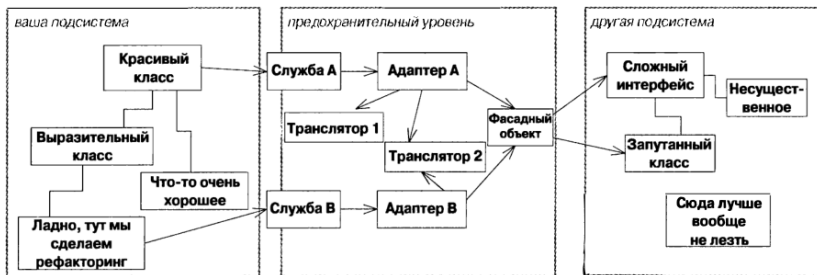 ваша подсистема
Красивый
класс
Выразительный
класс
Что-то очень
хорошее
Ладно, тут мы
сделаем
рефакторинг
предохранительный уровень
Служба А
Адаптер А
Транслятор 1
Транслятор 2
Фасадный
объект
Служба В
Адаптер В
другая подсистема
Сложный
интерфейс
Несущест-
венное
Запутанный
класс
Сюда лучше
вообще
не лезть